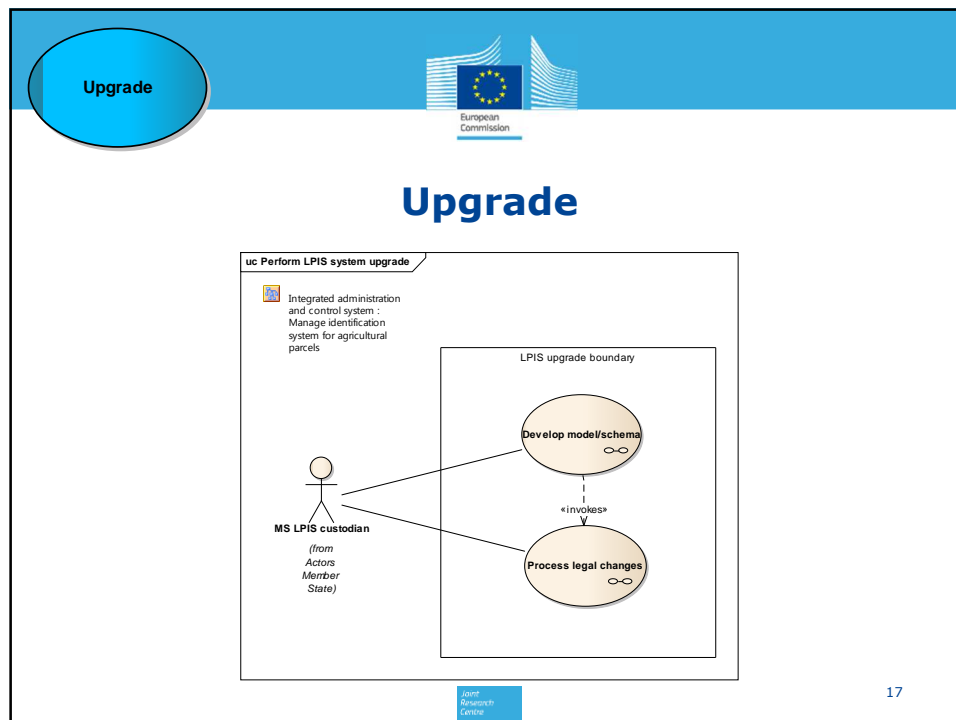 Upgrade
European
Commission
Upgrade
uc Perform LPIS system upgrade
Integrated administration
and control system :
Manage identification
system for agricultural
parcels
LPIS upgrade boundary
Develop model/schema
«invokes»
MS LPIS custodian
(from
Actors
Member
State)
Process legal changes
Joint
Research
Centre
17